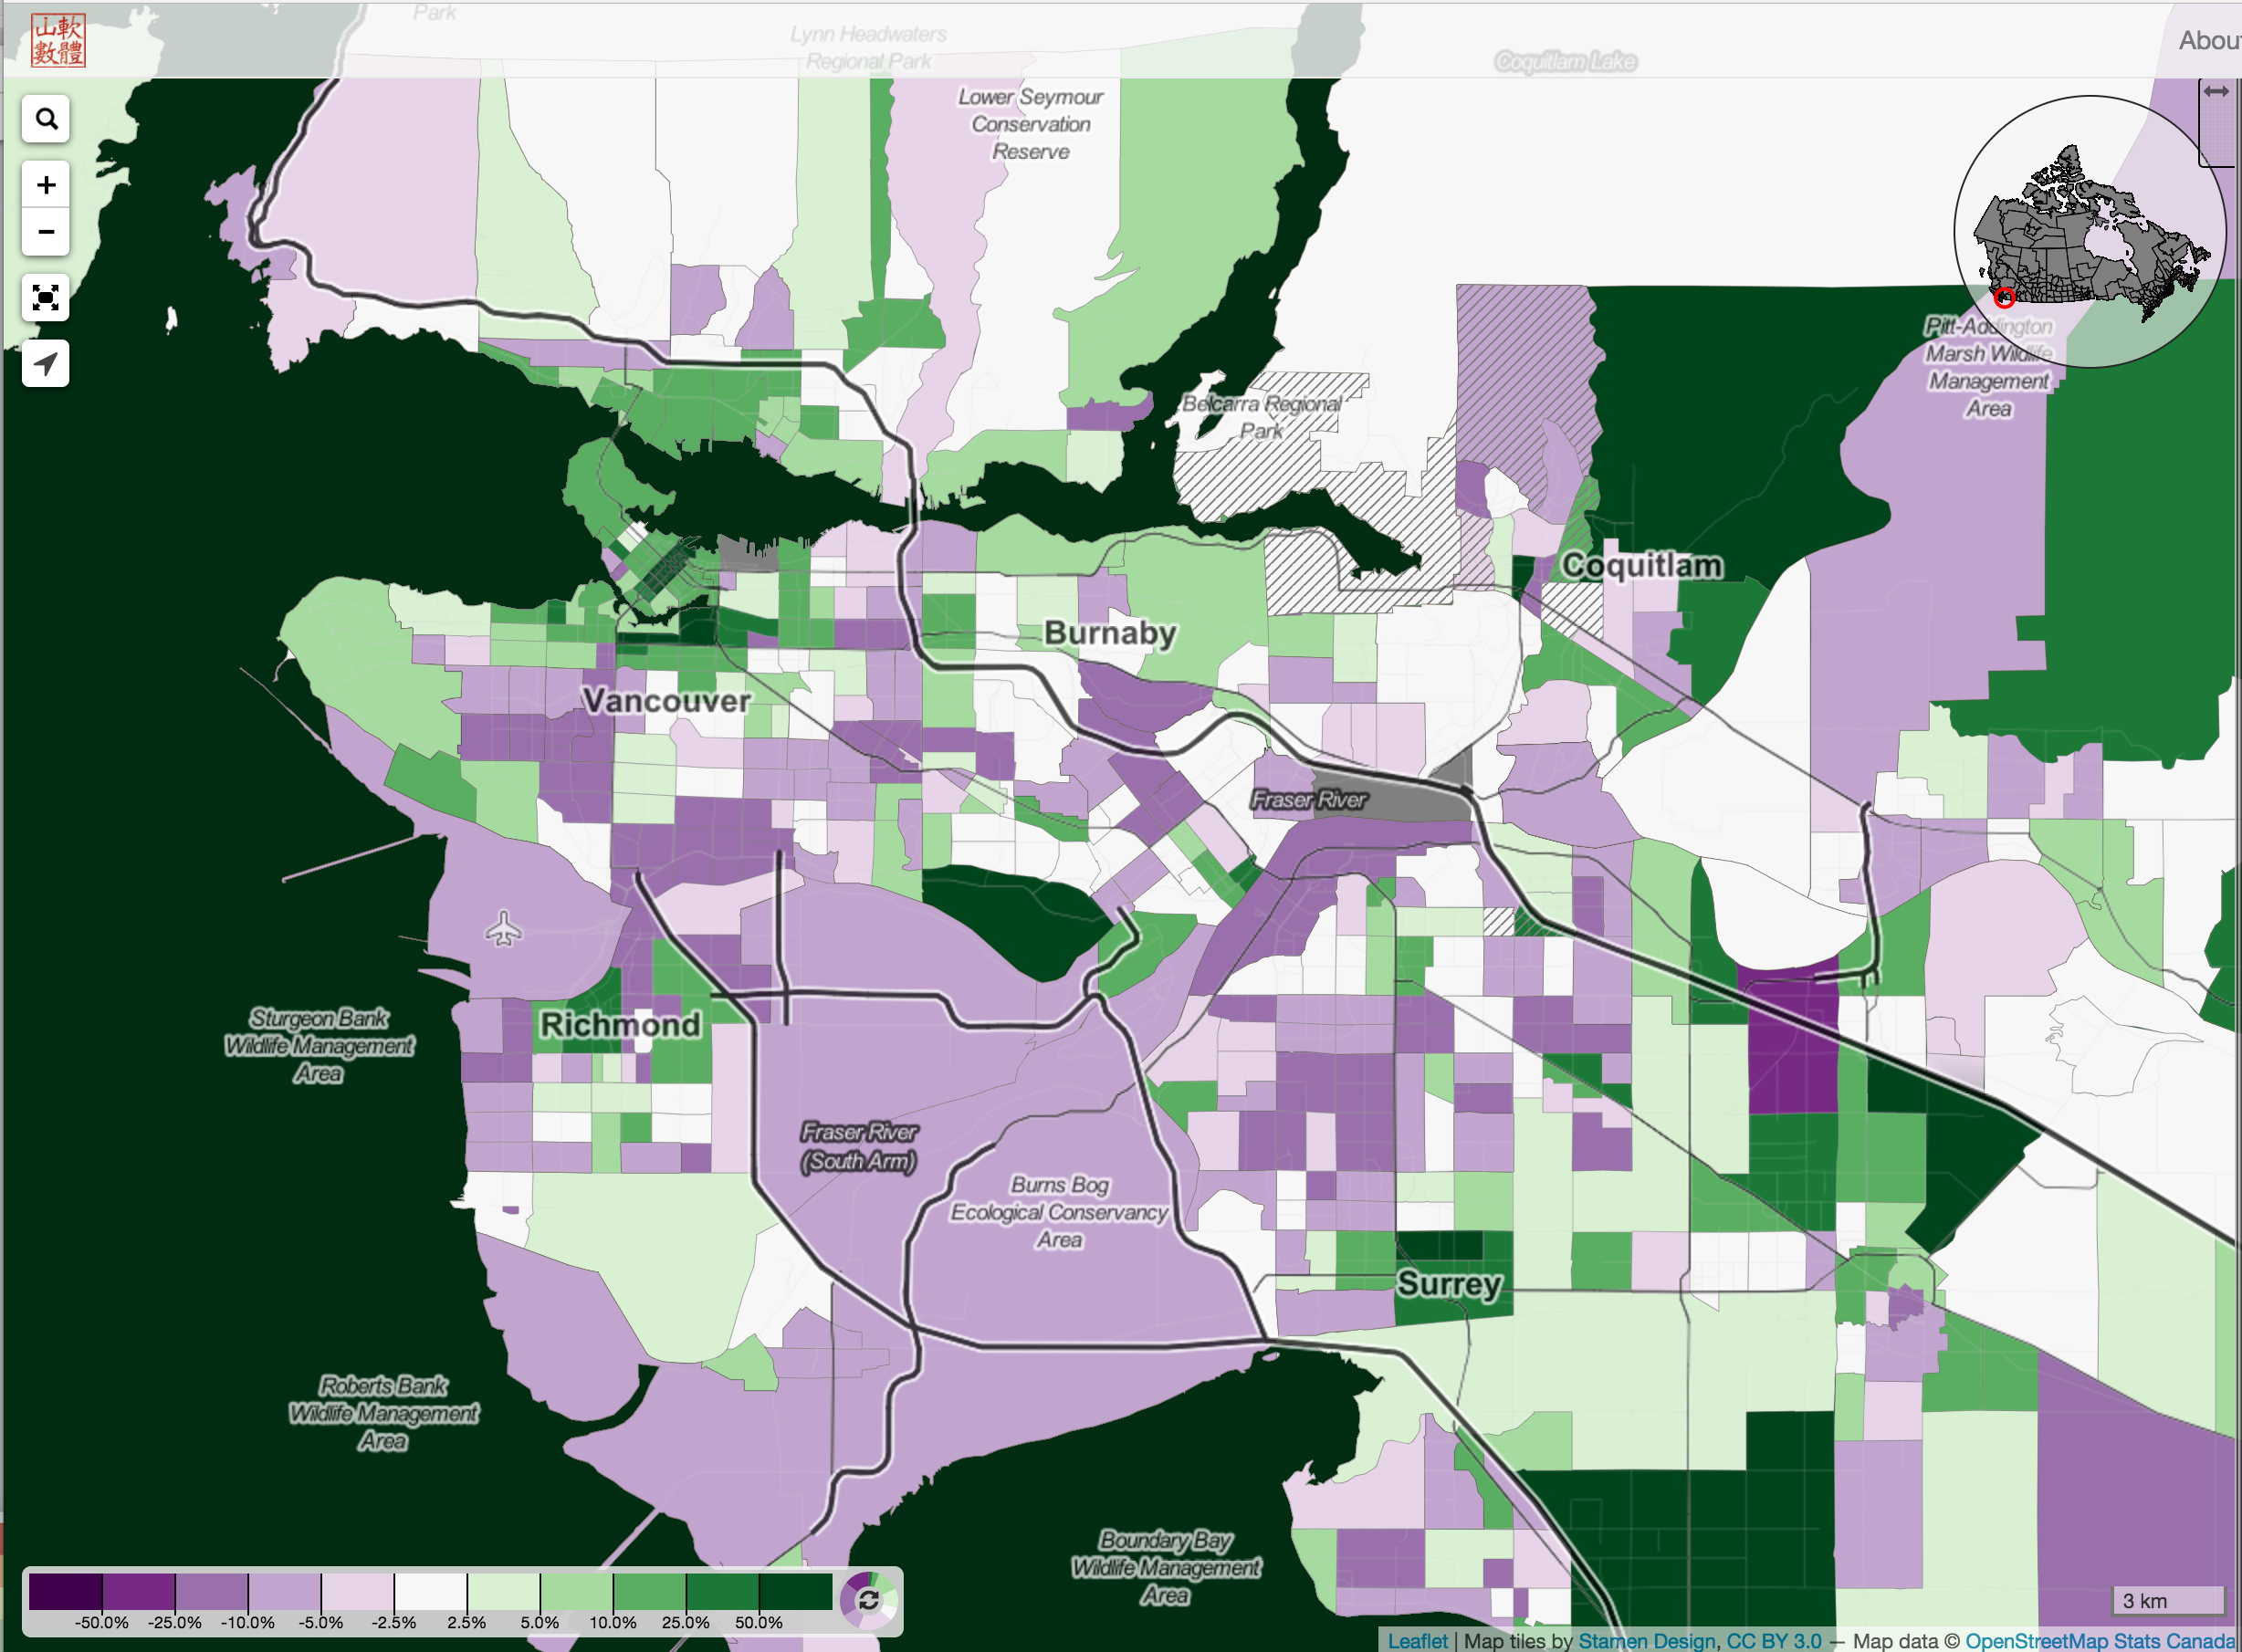 Park
山軟
數體
Lynn Headwaters
Regional Park
Coquitlam Lake
Abou
Lower Seymour
Conservation
Reserve
+
−
Pitt-Addington
Marsh Wildlife
Management
Area
Belcarra Regional
Park
Coquitlam
Burnaby
Vancouver
Fraser River
Richmond
Sturgeon Bank
Wildlife Management
Area
Fraser River
(South Arm)
Burns Bog
Ecological Conservancy
Area
Surrey
Roberts Bank
Wildlife Management
Area
Boundary Bay
Wildlife Management
Area
-50.0% -25.0% -10.0% -5.0% -2.5% 2.5% 5.0% 10.0% 25.0% 50.0%
3 km
Leaflet | Map tiles by Stamen Design, CC BY 3.0 — Map data © OpenStreetMap Stats Canada